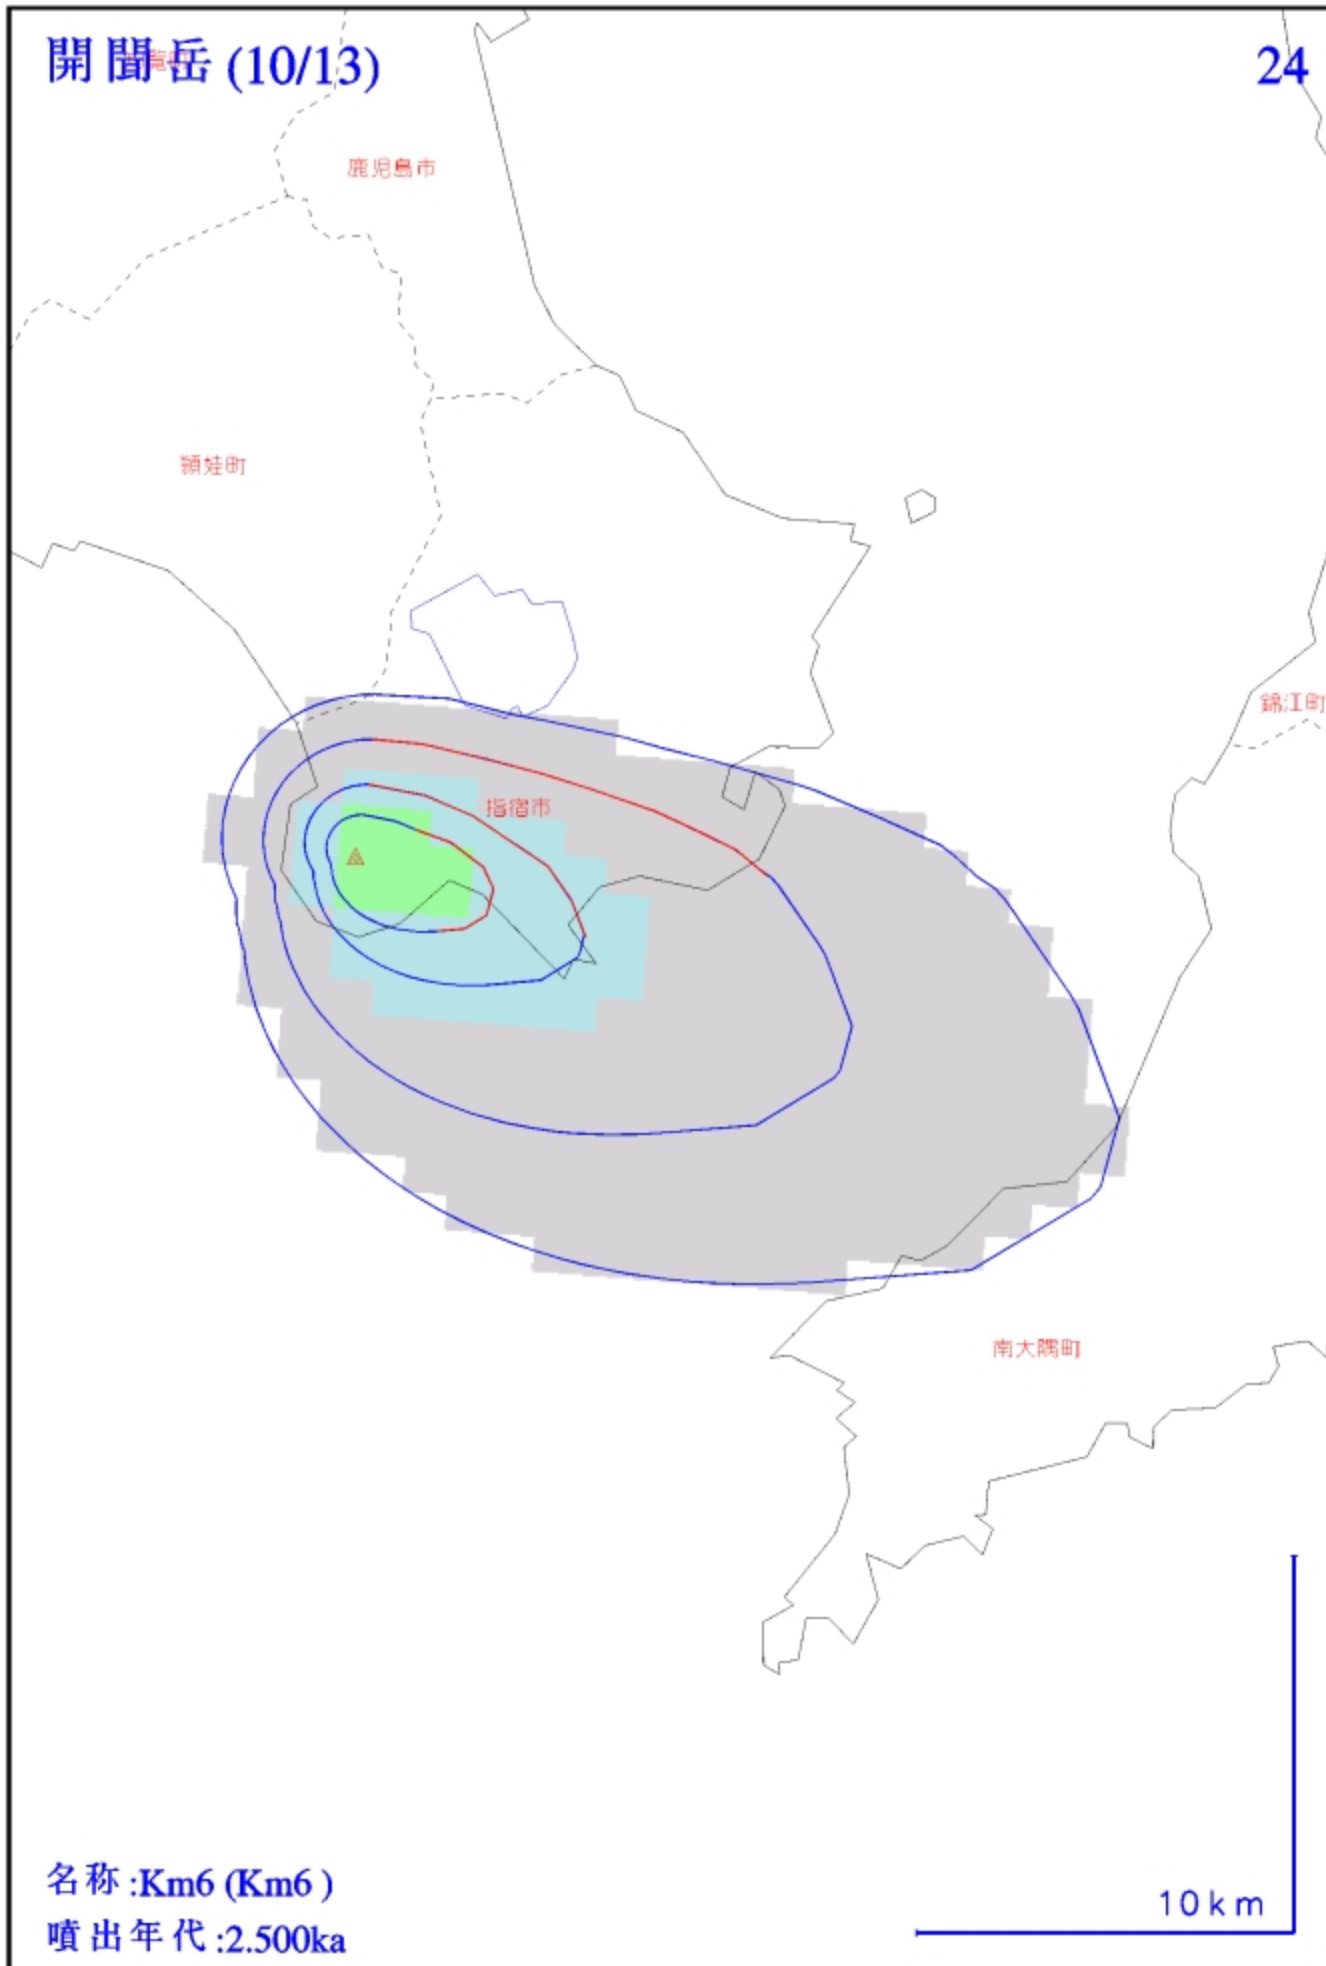 開聞岳 (10/13)
24
鹿児島市
頴娃町
錦江町
指宿市
南大隅町
名称:Km6 (Km6 )
噴出年代:2.500ka
10km